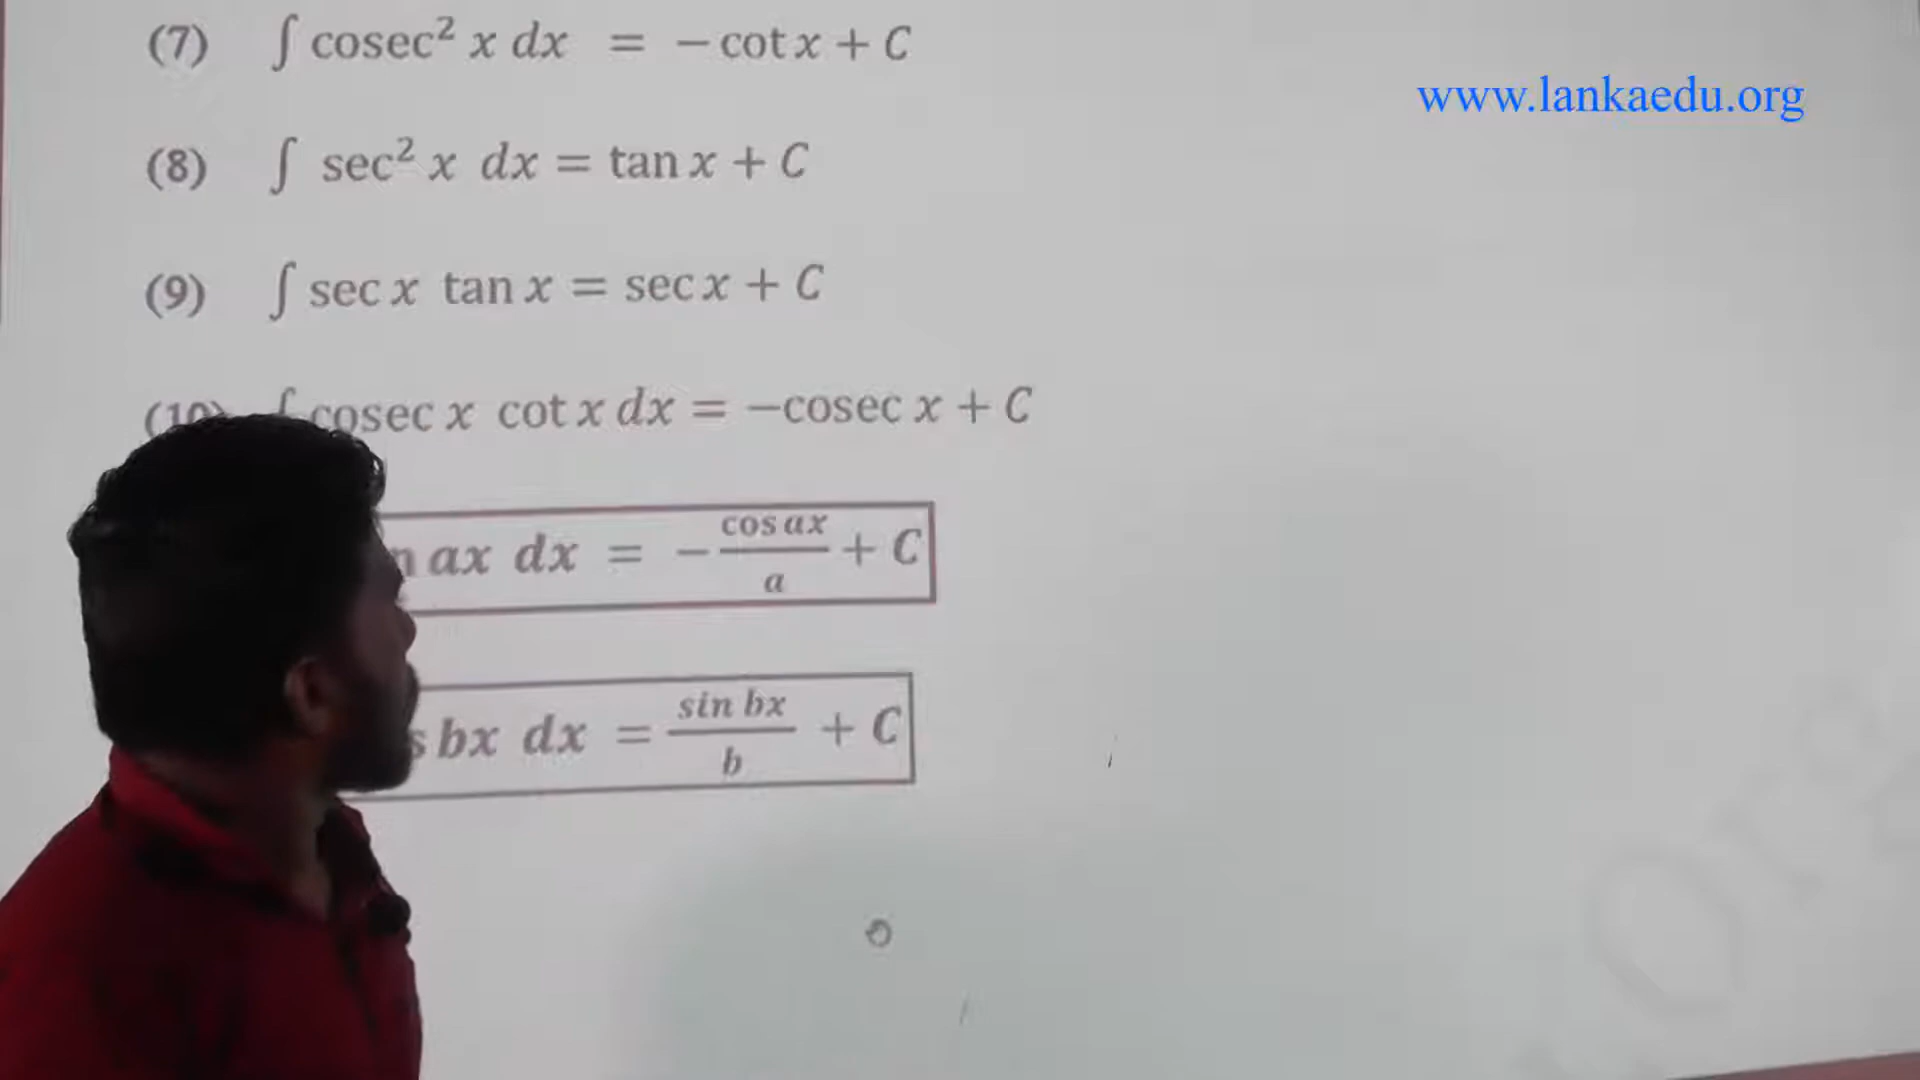 (7) ∫ cosec² x dx = − cot x + C
www.lankaedu.org
(8) ∫ sec² x dx = tan x + C
(9) ∫ sec x tan x = sec x + C
(10) ∫ cosec x cot x dx = −cosec x + C
ax dx = − cos ax / a + C
bx dx = sin bx / b + C